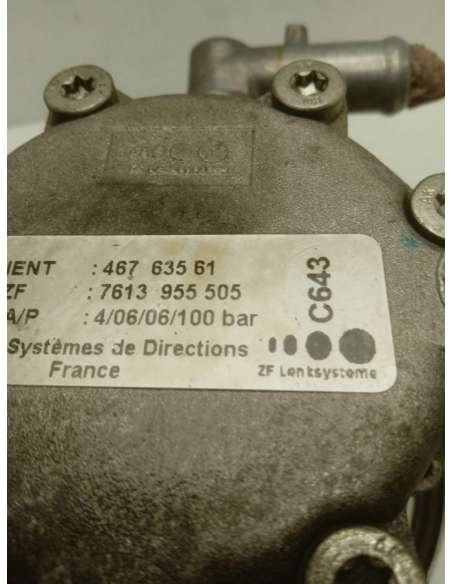 IENT : 467 635 61
ZF : 7613 955 505
A/P : 4/06/06/100 bar
C643
Systèmes de Directions
France
ZF Lenksysteme